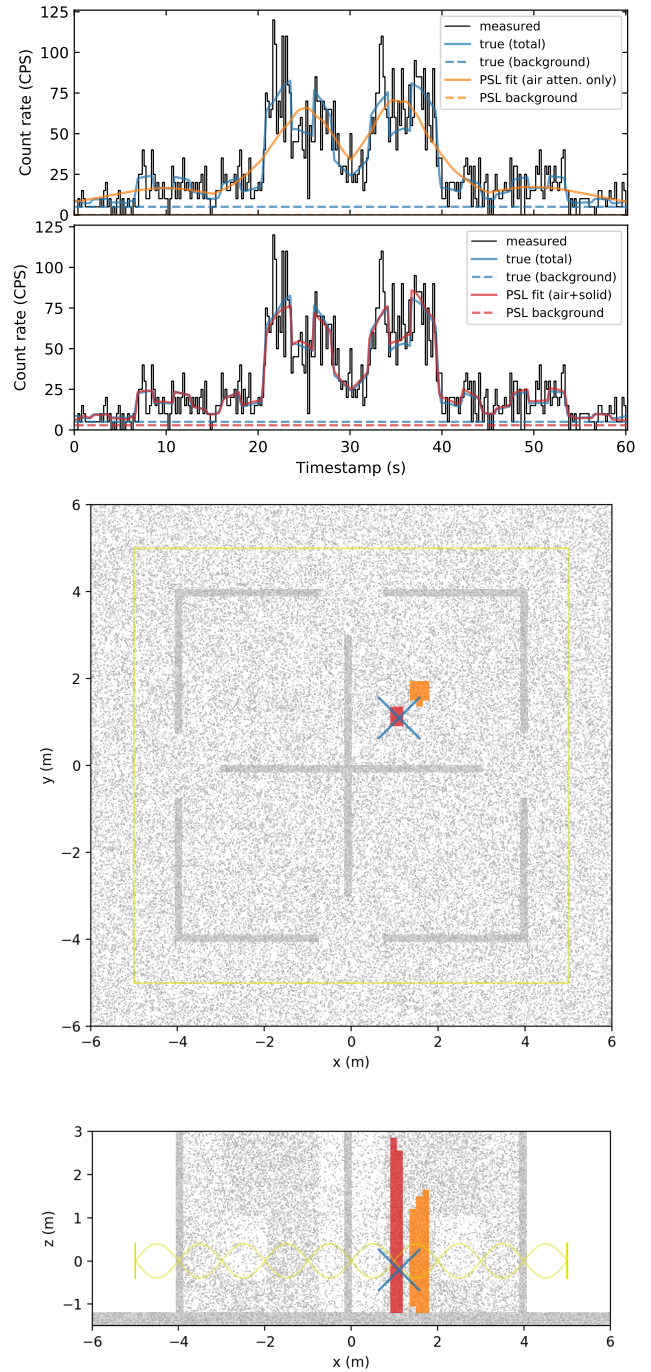 125
100
75
50
25
0
Count rate (CPS)
measured
true (total)
true (background)
PSL fit (air atten. only)
PSL background
125
100
75
50
25
0
Count rate (CPS)
measured
true (total)
true (background)
PSL fit (air+solid)
PSL background
0 10 20 30 40 50 60
Timestamp (s)
6
4
2
0
−2
−4
−6
y (m)
−6 −4 −2 0 2 4 6
x (m)
3
2
1
0
−1
z (m)
−6 −4 −2 0 2 4 6
x (m)